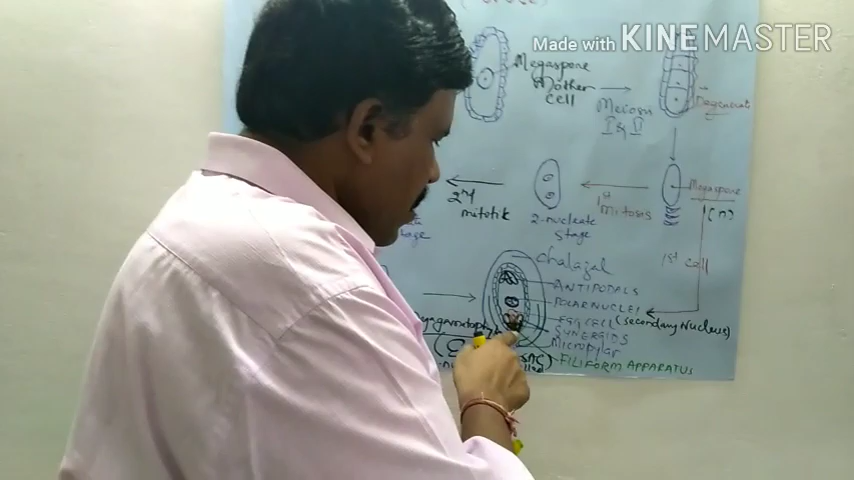 Made with KINEMASTER
Megaspore
Mother
cell
Meiosis
I & II
Degenerate
Megaspore
(n)
1st cell
1st
Mitosis
2-nucleate
stage
2nd
mitotic
stage
Chalazal
ANTIPODALS
POLAR NUCLEI
EGG CELL (secondary Nucleus)
SYNERGIDS
Micropylar
FILIFORM APPARATUS